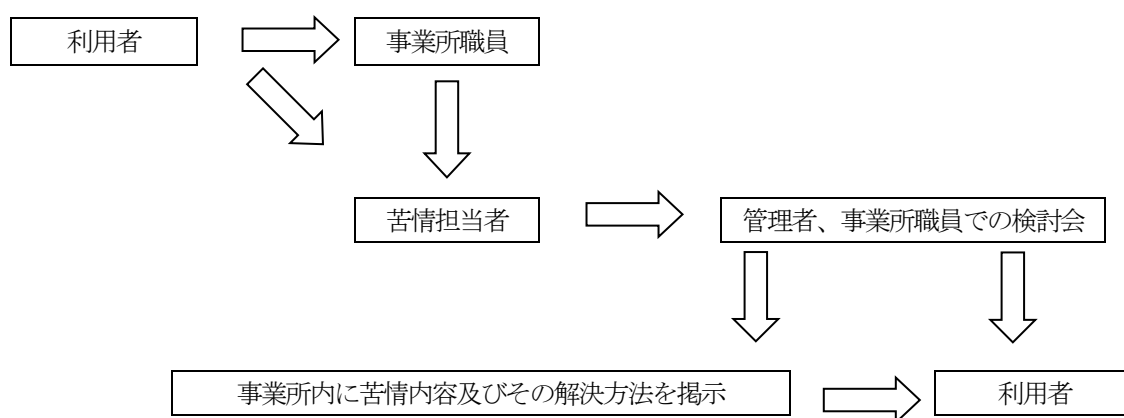 利用者
事業所職員
苦情担当者
管理者、事業所職員での検討会
事業所内に苦情内容及びその解決方法を掲示
利用者